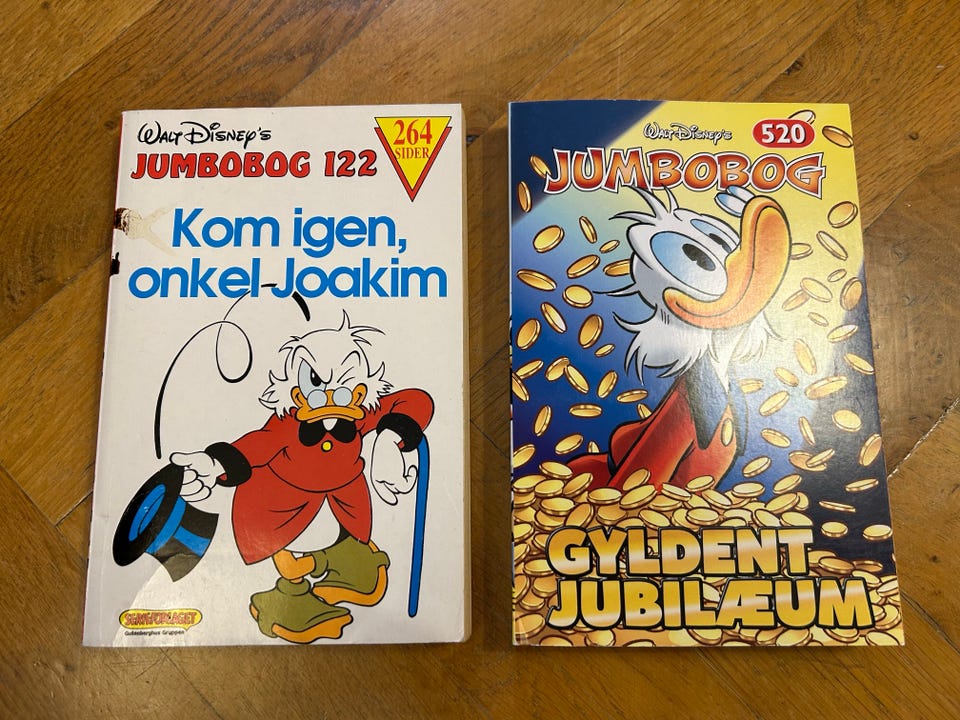 WALT DISNEY'S
JUMBOBOG 122
264
SIDER
Kom igen,
onkel Joakim
SERIEFORLAGET
Gutenberghus Gruppen
WALT DISNEY'S
520
JUMBOBOG
GYLDENT
JUBILÆUM